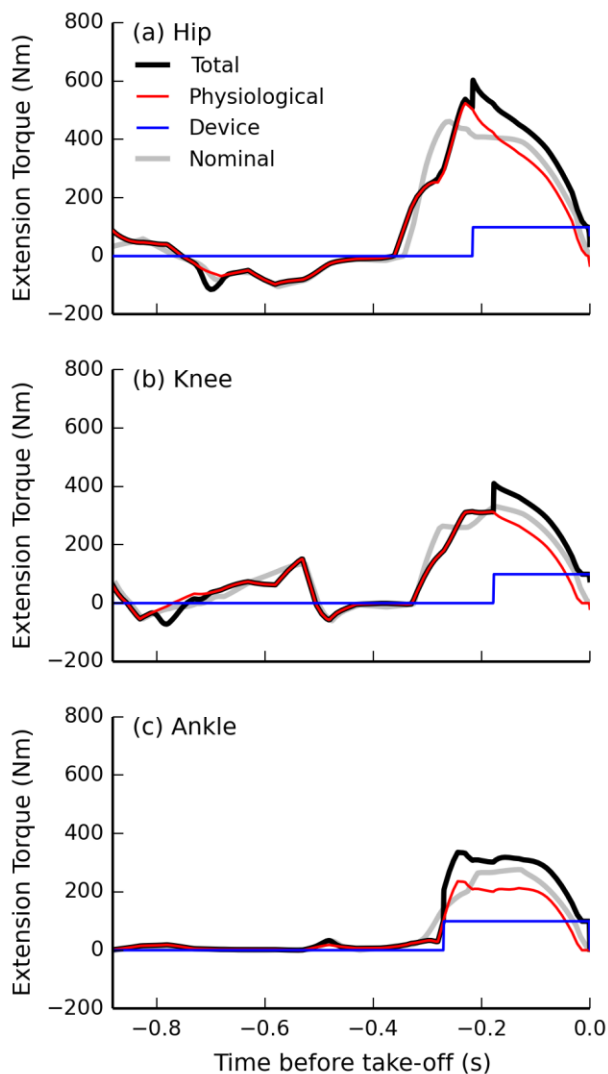 800
(a) Hip
Total
600
Physiological
Device
400
Nominal
200
0
−200
Extension Torque (Nm)
800
(b) Knee
600
400
200
0
−200
Extension Torque (Nm)
800
(c) Ankle
600
400
200
0
−200
Extension Torque (Nm)
−0.8 −0.6 −0.4 −0.2 0.0
Time before take-off (s)